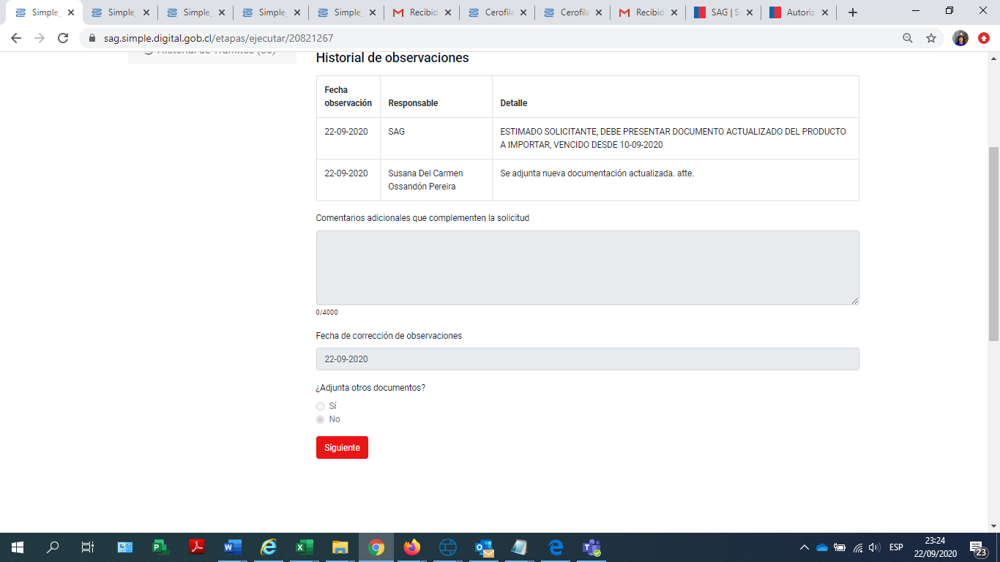 Simple_
Simple_
Simple_
Simple_
Simple_
Recibid
Cerofila
Cerofila
Recibid
SAG | S
Autoriz
sag.simple.digital.gob.cl/etapas/ejecutar/20821267
Historial de observaciones
Fecha observación
Responsable
Detalle
22-09-2020
SAG
ESTIMADO SOLICITANTE, DEBE PRESENTAR DOCUMENTO ACTUALIZADO DEL PRODUCTO
A IMPORTAR, VENCIDO DESDE 10-09-2020
22-09-2020
Susana Del Carmen
Ossandón Pereira
Se adjunta nueva documentación actualizada. atte.
Comentarios adicionales que complementen la solicitud
0/4000
Fecha de corrección de observaciones
22-09-2020
¿Adjunta otros documentos?
Sí
No
Siguiente
ESP
23:24
22/09/2020
23